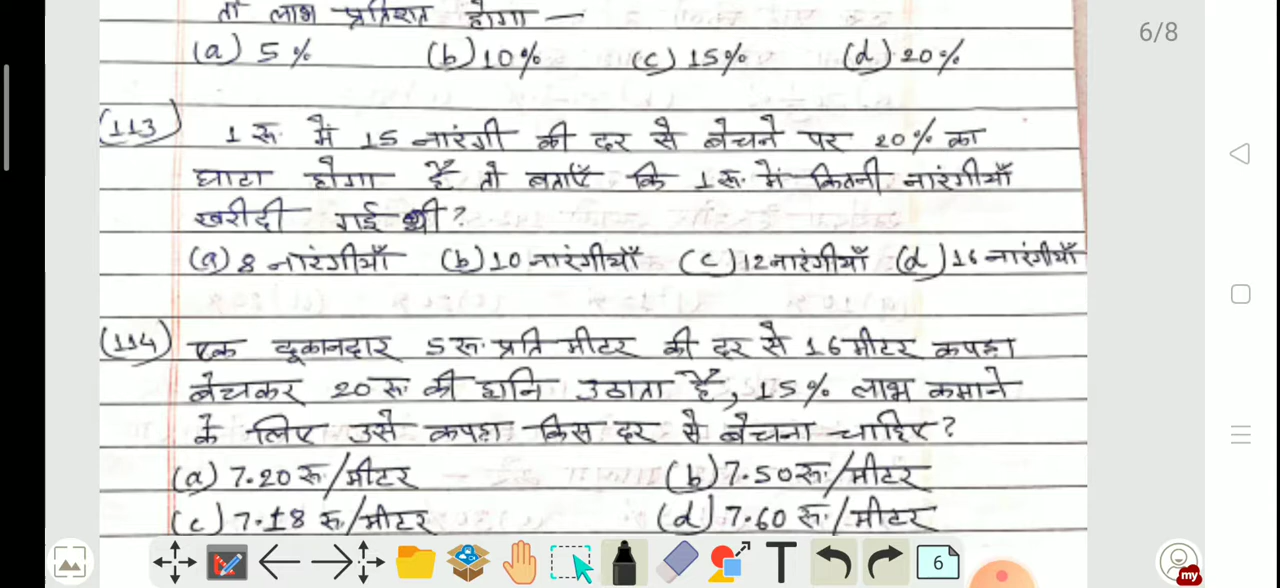 तो लाभ प्रतिशत होगा —
(a) 5% (b) 10% (c) 15% (d) 20%
6/8
(113) 1 रू. में 15 नारंगी की दर से बेचने पर 20% का
घाटा होगा है तो बताएँ कि 1रू. में कितनी नारंगीयाँ
खरीदी गई थी?
(a) 8 नारंगीयाँ (b) 10 नारंगीयाँ (c) 12 नारंगीयाँ (d) 16 नारंगीयाँ
(114) एक दूकानदार 5 रू. प्रति मीटर की दर से 16 मीटर कपड़ा
बेचकर 20 रू की हानि उठाता है, 15% लाभ कमाने
के लिए उसे कपड़ा किस दर से बेचना चाहिए?
(a) 7.20 रू./मीटर (b) 7.50 रू./मीटर
(c) 7.18 रू./मीटर (d) 7.60 रू./मीटर
T 6 my